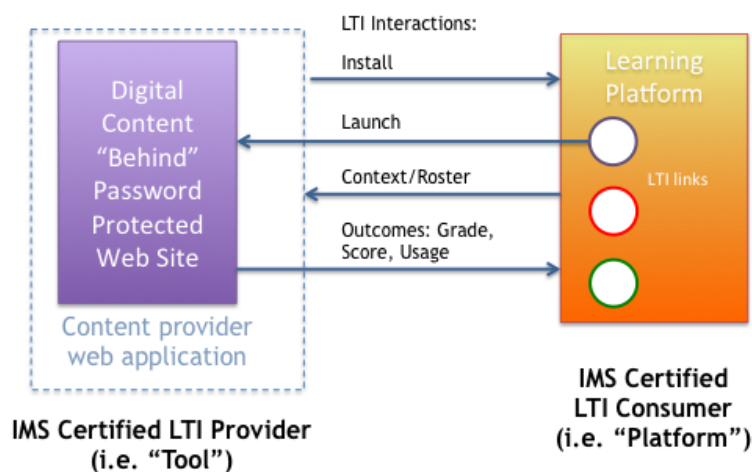 LTI Interactions:
Install
Launch
Context/Roster
Outcomes: Grade,
Score, Usage
Digital
Content
“Behind”
Password
Protected
Web Site
Content provider
web application
IMS Certified LTI Provider
(i.e. “Tool”)
Learning
Platform
LTI links
IMS Certified
LTI Consumer
(i.e. “Platform”)